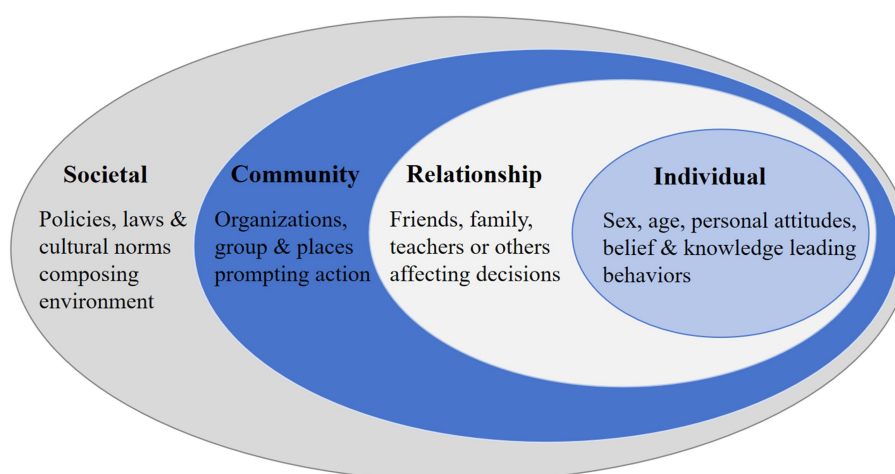 Societal
Policies, laws &
cultural norms
composing
environment
Community
Organizations,
group & places
prompting action
Relationship
Friends, family,
teachers or others
affecting decisions
Individual
Sex, age, personal attitudes,
belief & knowledge leading
behaviors